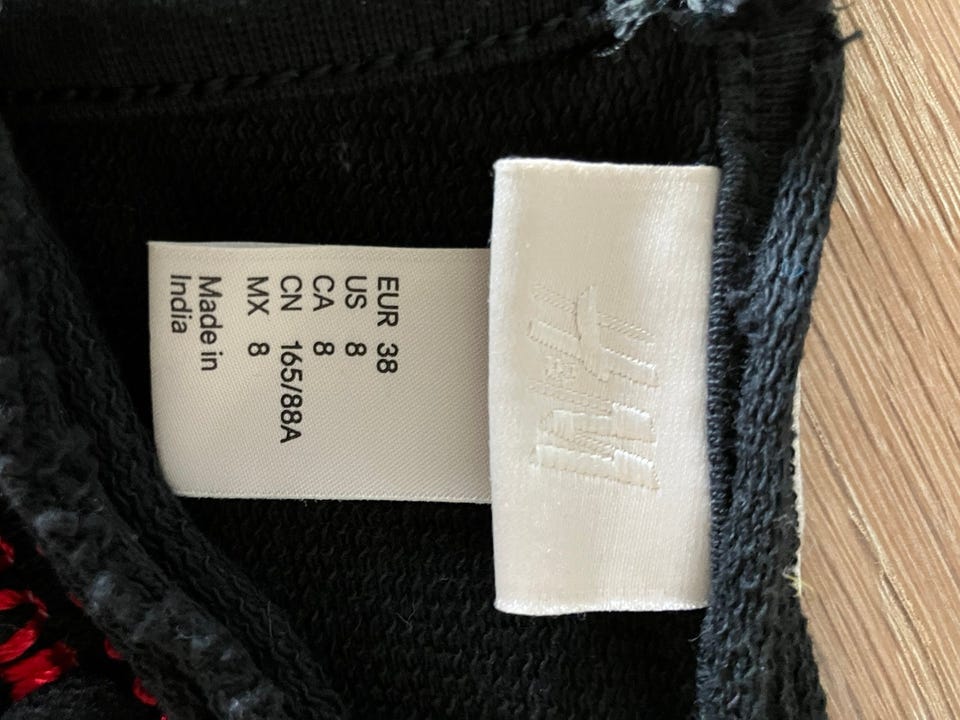 H&M
EUR 38
US 8
CA 8
CN 165/88A
MX 8
Made in
India